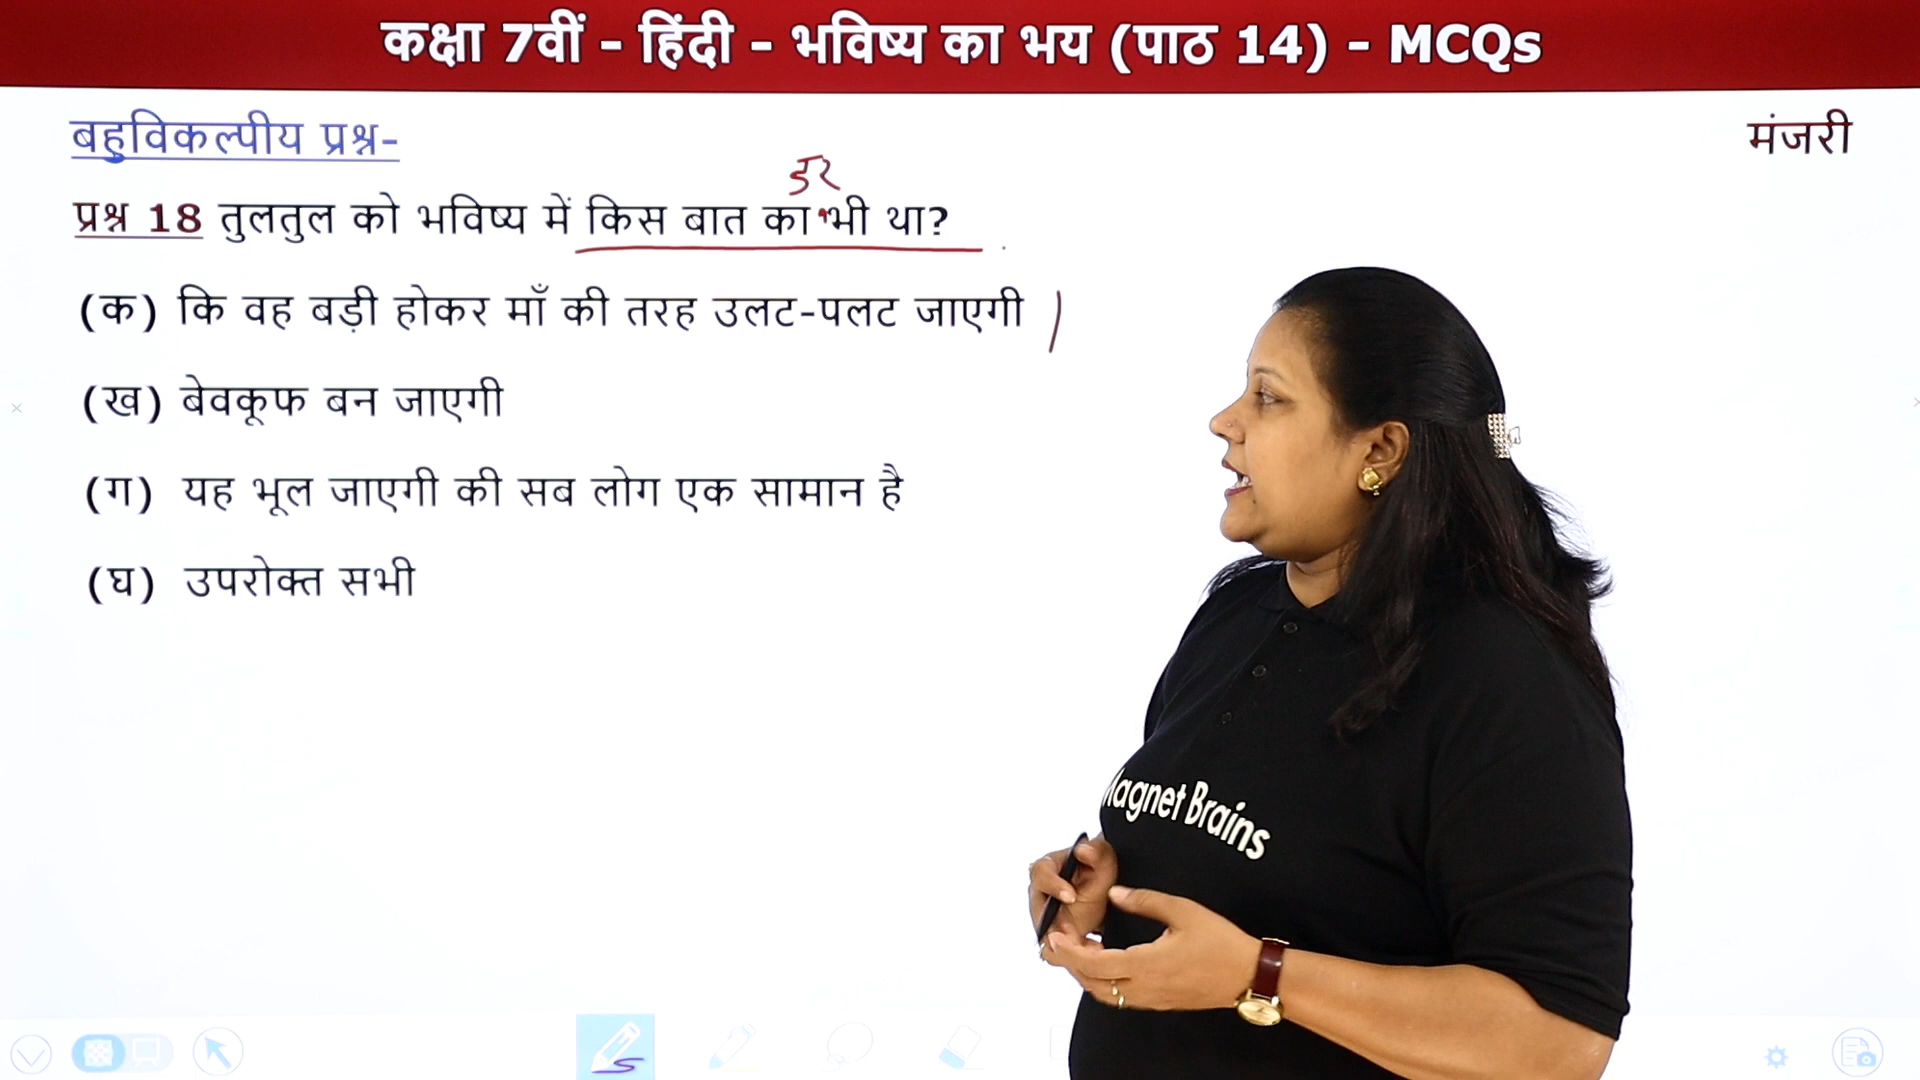 कक्षा 7वीं - हिंदी - भविष्य का भय (पाठ 14) - MCQs
बहुविकल्पीय प्रश्न-
मंजरी
डर
प्रश्न 18 तुलतुल को भविष्य में किस बात का भी था?
(क) कि वह बड़ी होकर माँ की तरह उलट-पलट जाएगी
(ख) बेवकूफ बन जाएगी
(ग) यह भूल जाएगी की सब लोग एक सामान है
(घ) उपरोक्त सभी
Magnet Brains